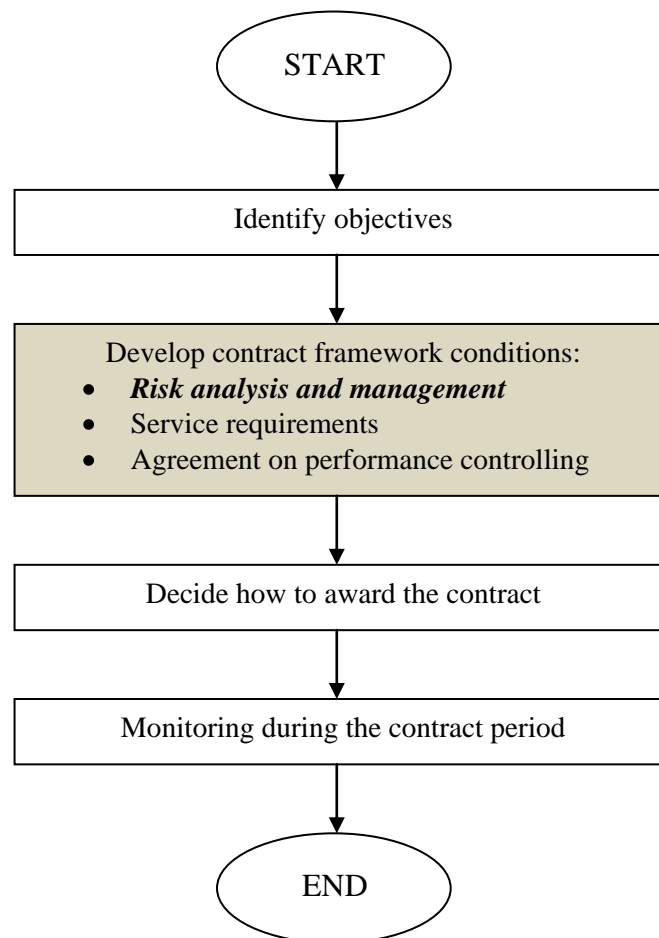 START
Identify objectives
Develop contract framework conditions:
• Risk analysis and management
• Service requirements
• Agreement on performance controlling
Decide how to award the contract
Monitoring during the contract period
END